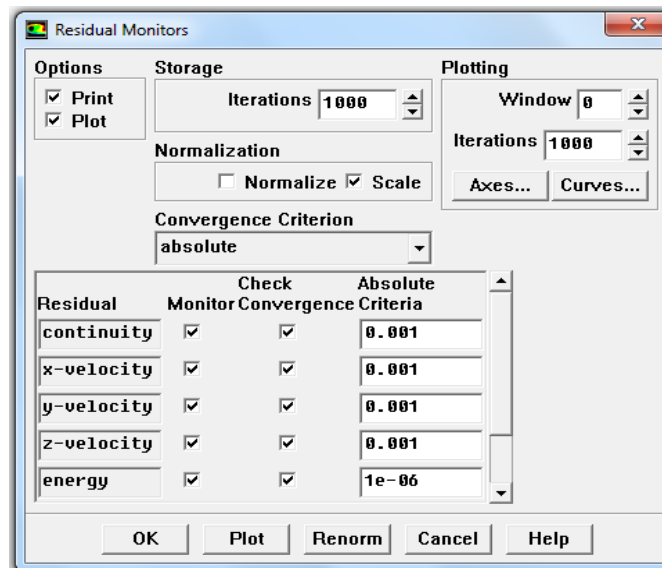 Residual Monitors
Options
Print
Plot
Storage
Iterations 1000
Normalization
Normalize Scale
Convergence Criterion
absolute
Plotting
Window 0
Iterations 1000
Axes... Curves...
Residual Monitor Check Convergence Absolute Criteria
continuity 0.001
x-velocity 0.001
y-velocity 0.001
z-velocity 0.001
energy 1e-06
OK Plot Renorm Cancel Help